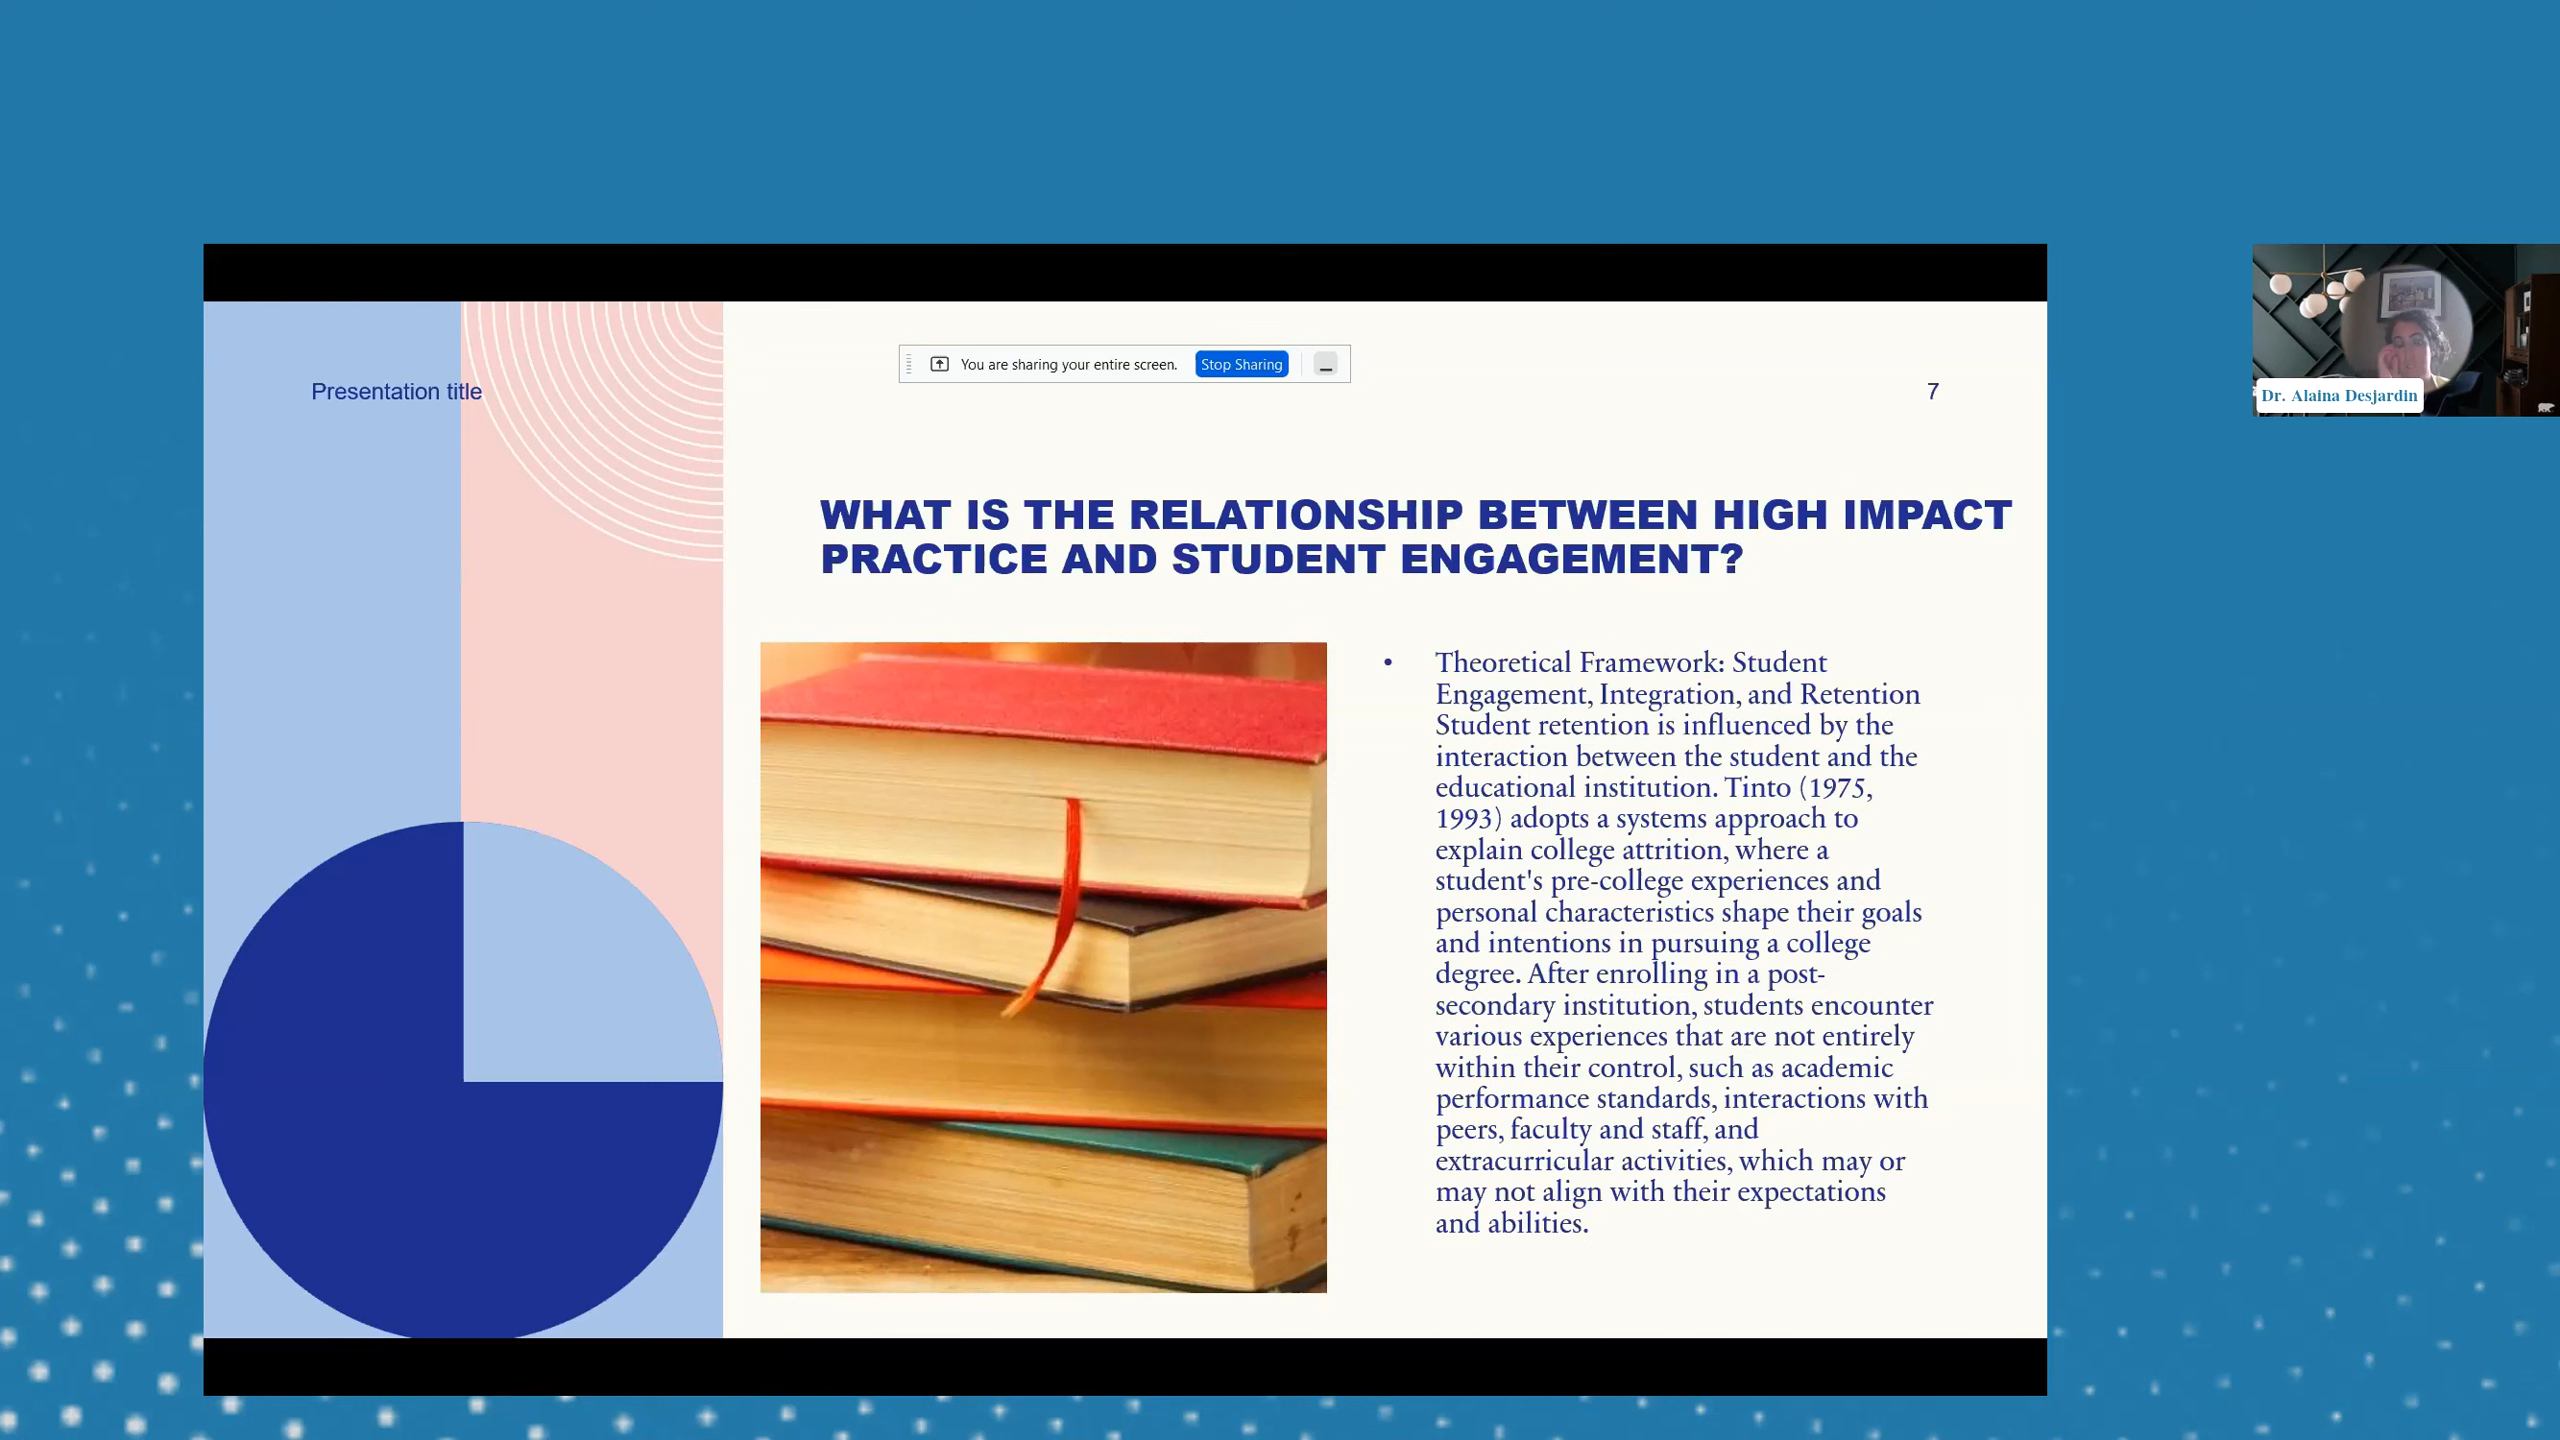 You are sharing your entire screen. Stop Sharing
Presentation title
7
WHAT IS THE RELATIONSHIP BETWEEN HIGH IMPACT
PRACTICE AND STUDENT ENGAGEMENT?
• Theoretical Framework: Student
Engagement, Integration, and Retention
Student retention is influenced by the
interaction between the student and the
educational institution. Tinto (1975,
1993) adopts a systems approach to
explain college attrition, where a
student's pre-college experiences and
personal characteristics shape their goals
and intentions in pursuing a college
degree. After enrolling in a post-
secondary institution, students encounter
various experiences that are not entirely
within their control, such as academic
performance standards, interactions with
peers, faculty and staff, and
extracurricular activities, which may or
may not align with their expectations
and abilities.
Dr. Alaina Desjardin